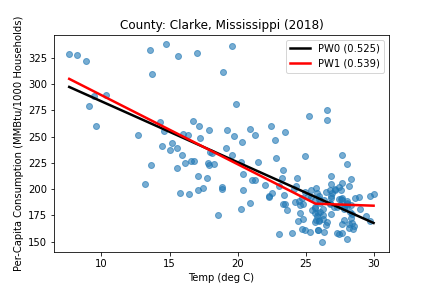 County: Clarke, Mississippi (2018)
PW0 (0.525)
PW1 (0.539)
Per-Capita Consumption (MMBtu/1000 Households)
325
300
275
250
225
200
175
150
10
15
20
25
30
Temp (deg C)